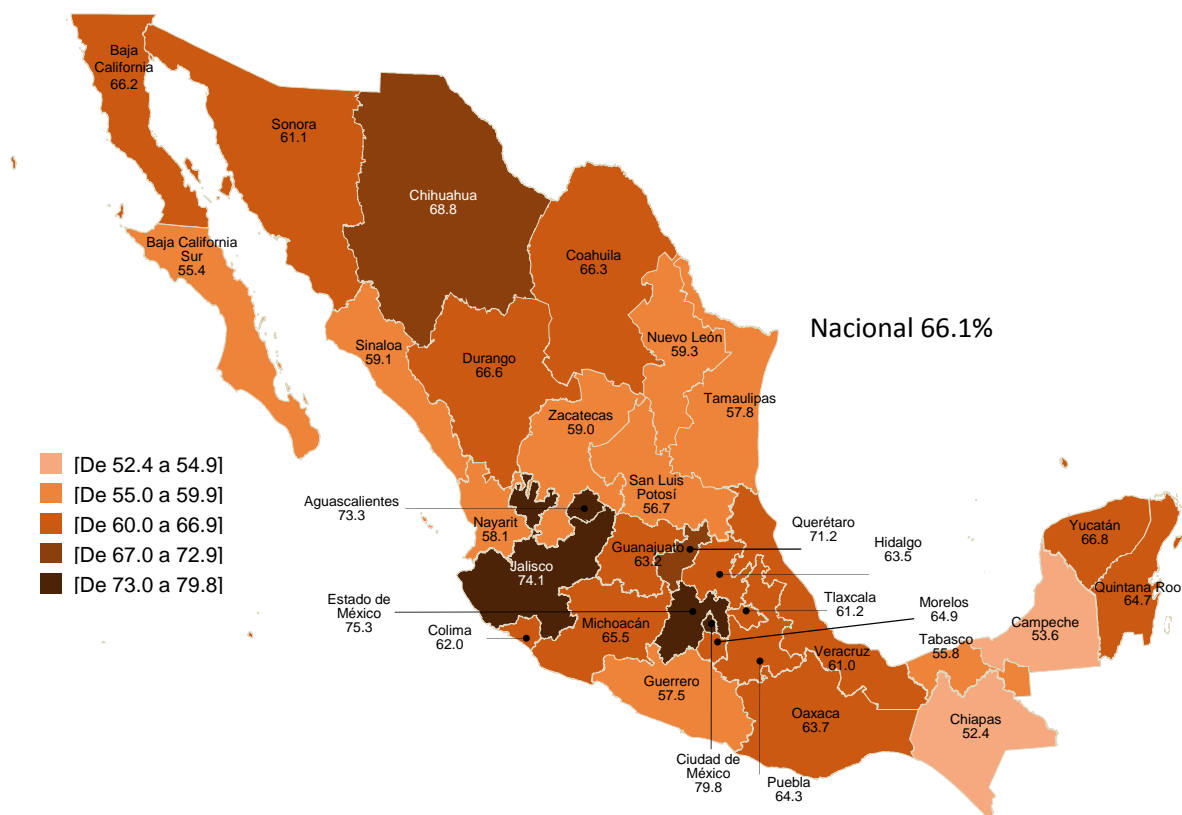 Baja
California
66.2
Sonora
61.1
Chihuahua
68.8
Baja California
Sur
55.4
Coahuila
66.3
Nacional 66.1%
Sinaloa
59.1
Durango
66.6
Nuevo León
59.3
Tamaulipas
57.8
Zacatecas
59.0
[De 52.4 a 54.9]
[De 55.0 a 59.9]
[De 60.0 a 66.9]
[De 67.0 a 72.9]
[De 73.0 a 79.8]
San Luis
Potosí
56.7
Aguascalientes
73.3
Nayarit
58.1
Guanajuato
63.2
Querétaro
71.2
Hidalgo
63.5
Yucatán
66.8
Jalisco
74.1
Quintana Roo
64.7
Estado de
México
75.3
Tlaxcala
61.2
Morelos
64.9
Colima
62.0
Michoacán
65.5
Campeche
53.6
Veracruz
61.0
Tabasco
55.8
Guerrero
57.5
Oaxaca
63.7
Chiapas
52.4
Ciudad de
México
79.8
Puebla
64.3